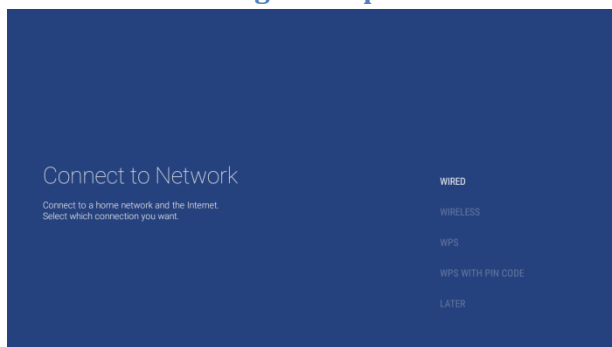 Connect to Network
Connect to a home network and the Internet.
Select which connection you want.
WIRED
WIRELESS
WPS
WPS WITH PIN CODE
LATER